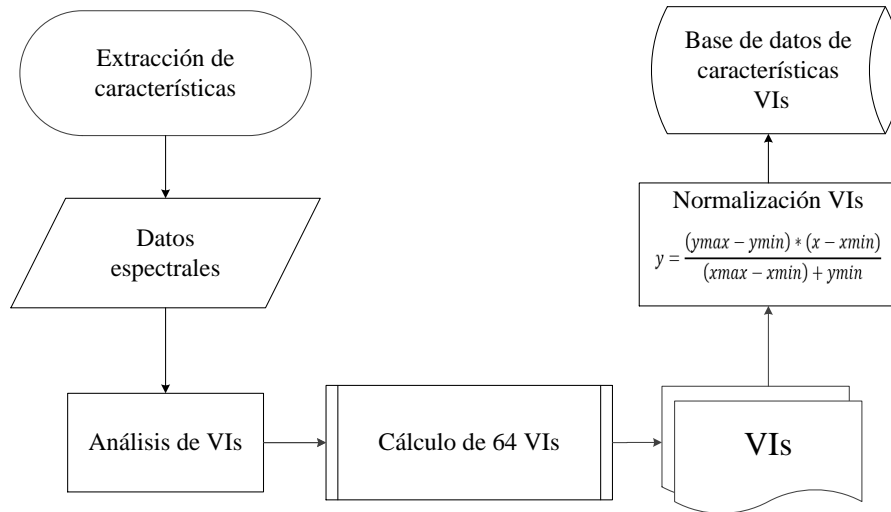 Extracción de
características
Datos
espectrales
Análisis de VIs
Cálculo de 64 VIs
VIs
Normalización VIs
y = (ymax − ymin) * (x − xmin)
(xmax − xmin) + ymin
Base de datos de
características
VIs